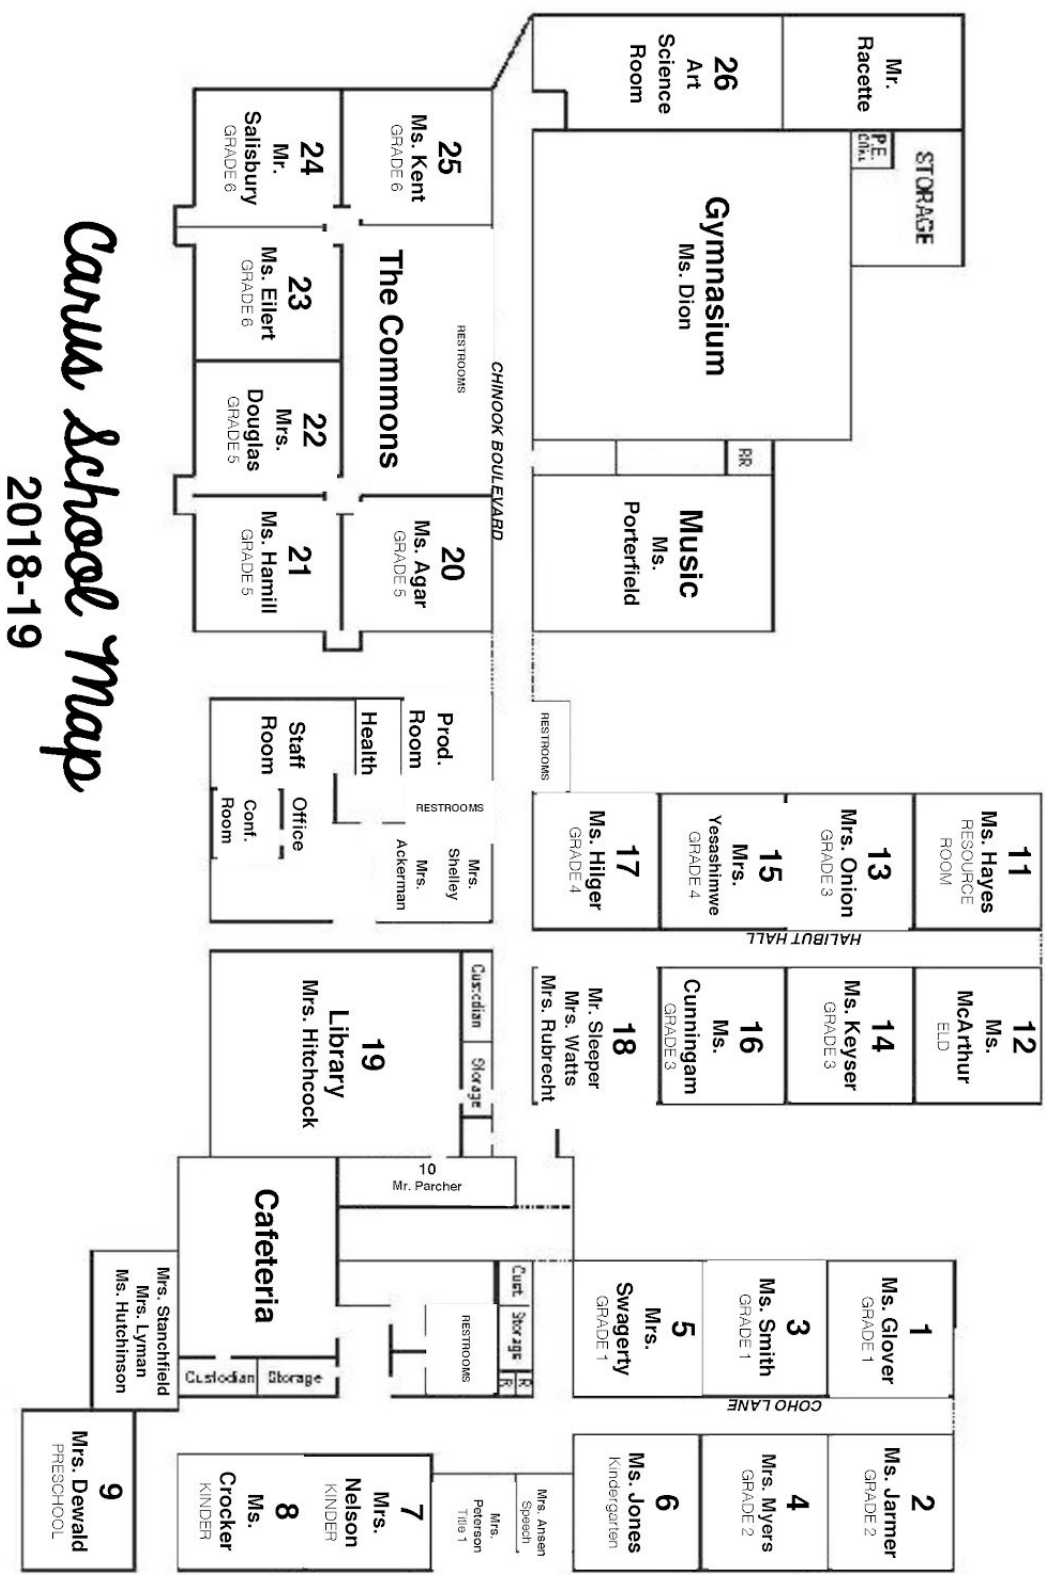 Carus School Map
2018-19
Mr.
Racette
26
Art
Science
Room
P.E.
STORAGE
Gymnasium
Ms. Dion
RR
Music
Ms.
Porterfield
25
Ms. Kent
GRADE 6
24
Mr.
Salisbury
GRADE 6
23
Ms. Eilert
GRADE 6
22
Mrs.
Douglas
GRADE 5
21
Ms. Hamill
GRADE 5
20
Ms. Agar
GRADE 5
The Commons
RESTROOMS
CHINOOK BOULEVARD
RESTROOMS
Prod.
Room
Health
Staff
Room
Office
Conf.
Room
RESTROOMS
Mrs.
Shelley
Mrs.
Ackerman
11
Ms. Hayes
RESOURCE
ROOM
13
Mrs. Onion
GRADE 3
15
Mrs.
Yesashimwe
GRADE 4
17
Ms. Hilger
GRADE 4
HALIBUT HALL
12
Ms.
McArthur
ELD
14
Ms. Keyser
GRADE 3
16
Ms.
Cunningam
GRADE 3
18
Mr. Sleeper
Mrs. Watts
Mrs. Rubrecht
Custodian
Storage
19
Library
Mrs. Hitchcock
10
Mr. Parcher
Cafeteria
Mrs. Stanchfield
Mrs. Lyman
Ms. Hutchinson
Custodian
Storage
RESTROOMS
Cust
Storage
R
R
1
Ms. Glover
GRADE 1
3
Ms. Smith
GRADE 1
5
Mrs.
Swagerty
GRADE 1
COHO LANE
2
Ms. Jarmer
GRADE 2
4
Mrs. Myers
GRADE 2
6
Ms. Jones
Kindergarten
Mrs. Ansen
Speech
Mrs.
Peterson
Title 1
7
Mrs.
Nelson
KINDER
8
Ms.
Crocker
KINDER
9
Mrs. Dewald
PRESCHOOL